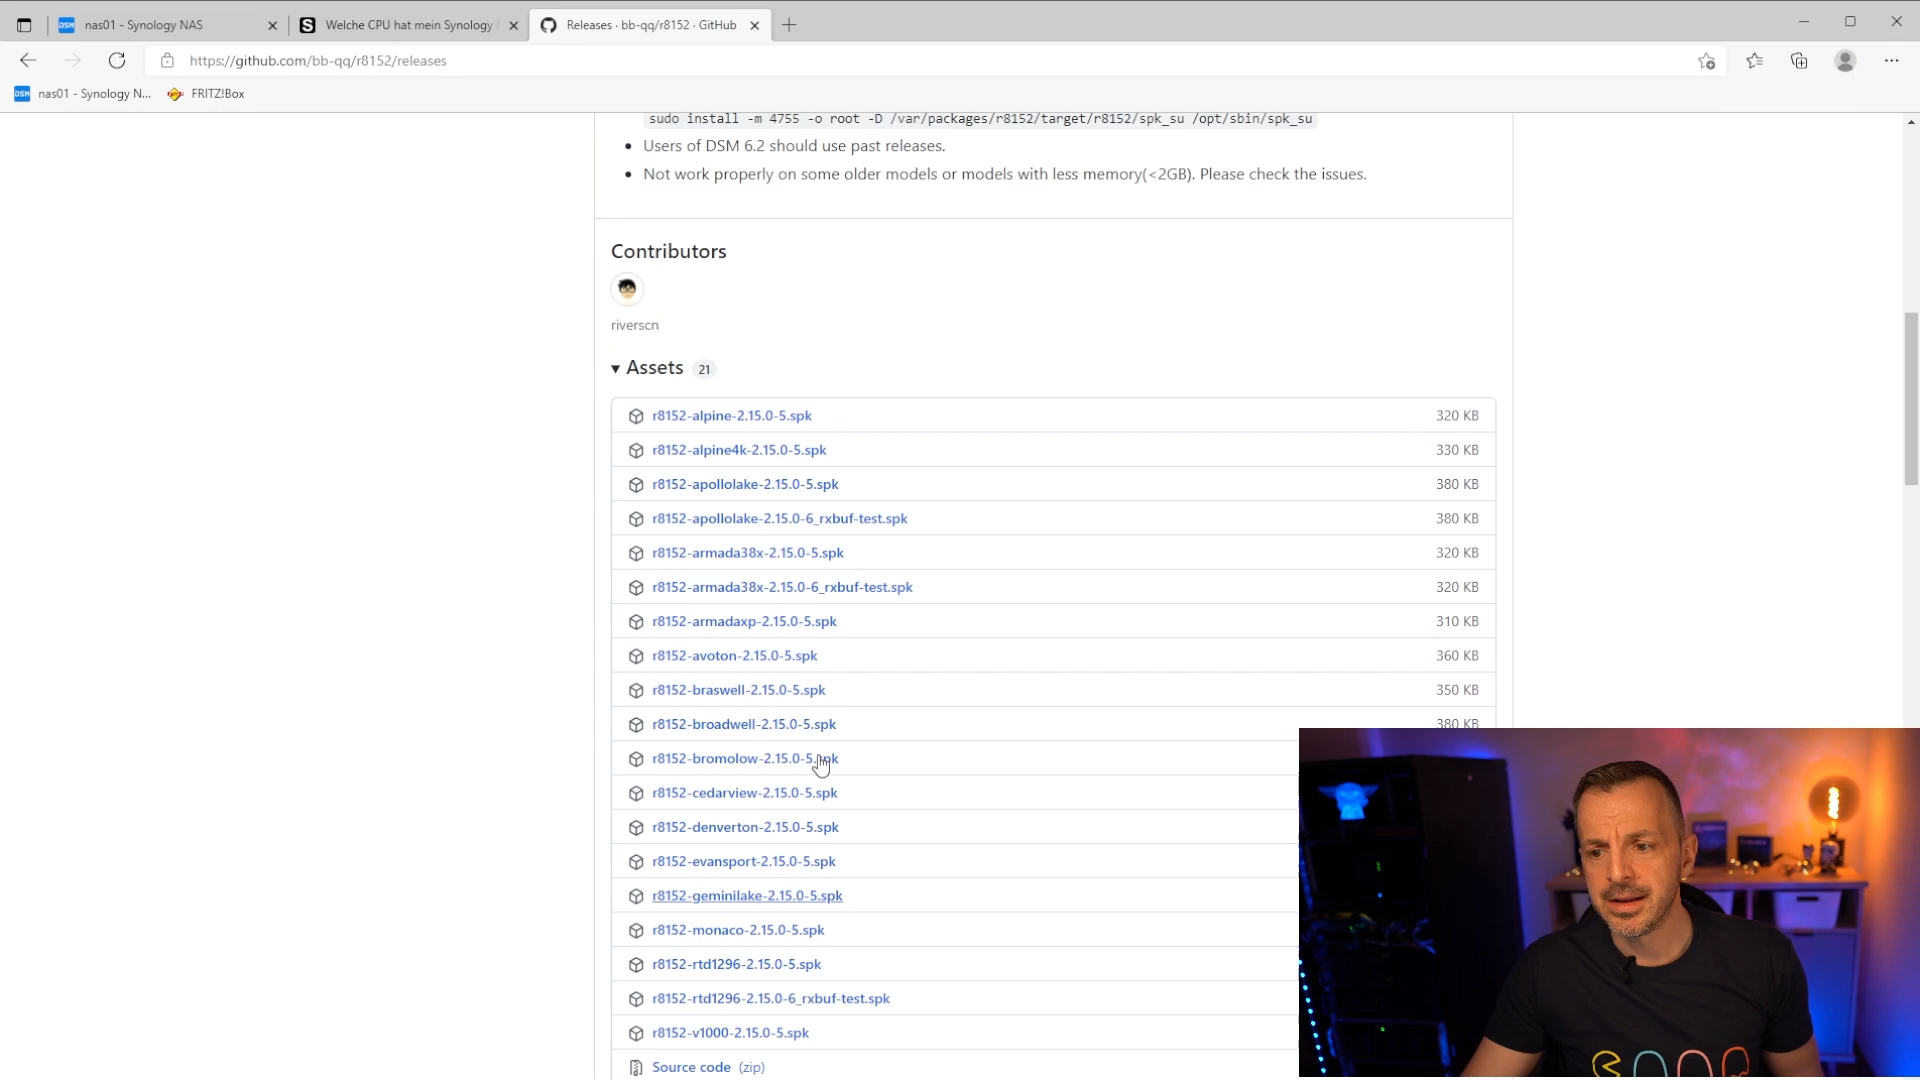 nas01 - Synology NAS
Welche CPU hat mein Synology
Releases · bb-qq/r8152 · GitHub
https://github.com/bb-qq/r8152/releases
DSM nas01 - Synology N...
FRITZ!Box
sudo install -m 4755 -o root -D /var/packages/r8152/target/r8152/spk_su /opt/sbin/spk_su
• Users of DSM 6.2 should use past releases.
• Not work properly on some older models or models with less memory(<2GB). Please check the issues.
Contributors
riverscn
Assets 21
r8152-alpine-2.15.0-5.spk 320 KB
r8152-alpine4k-2.15.0-5.spk 330 KB
r8152-apollolake-2.15.0-5.spk 380 KB
r8152-apollolake-2.15.0-6_rxbuf-test.spk 380 KB
r8152-armada38x-2.15.0-5.spk 320 KB
r8152-armada38x-2.15.0-6_rxbuf-test.spk 320 KB
r8152-armadaxp-2.15.0-5.spk 310 KB
r8152-avoton-2.15.0-5.spk 360 KB
r8152-braswell-2.15.0-5.spk 350 KB
r8152-broadwell-2.15.0-5.spk 380 KB
r8152-bromolow-2.15.0-5.spk
r8152-cedarview-2.15.0-5.spk
r8152-denverton-2.15.0-5.spk
r8152-evansport-2.15.0-5.spk
r8152-geminilake-2.15.0-5.spk
r8152-monaco-2.15.0-5.spk
r8152-rtd1296-2.15.0-5.spk
r8152-rtd1296-2.15.0-6_rxbuf-test.spk
r8152-v1000-2.15.0-5.spk
Source code (zip)